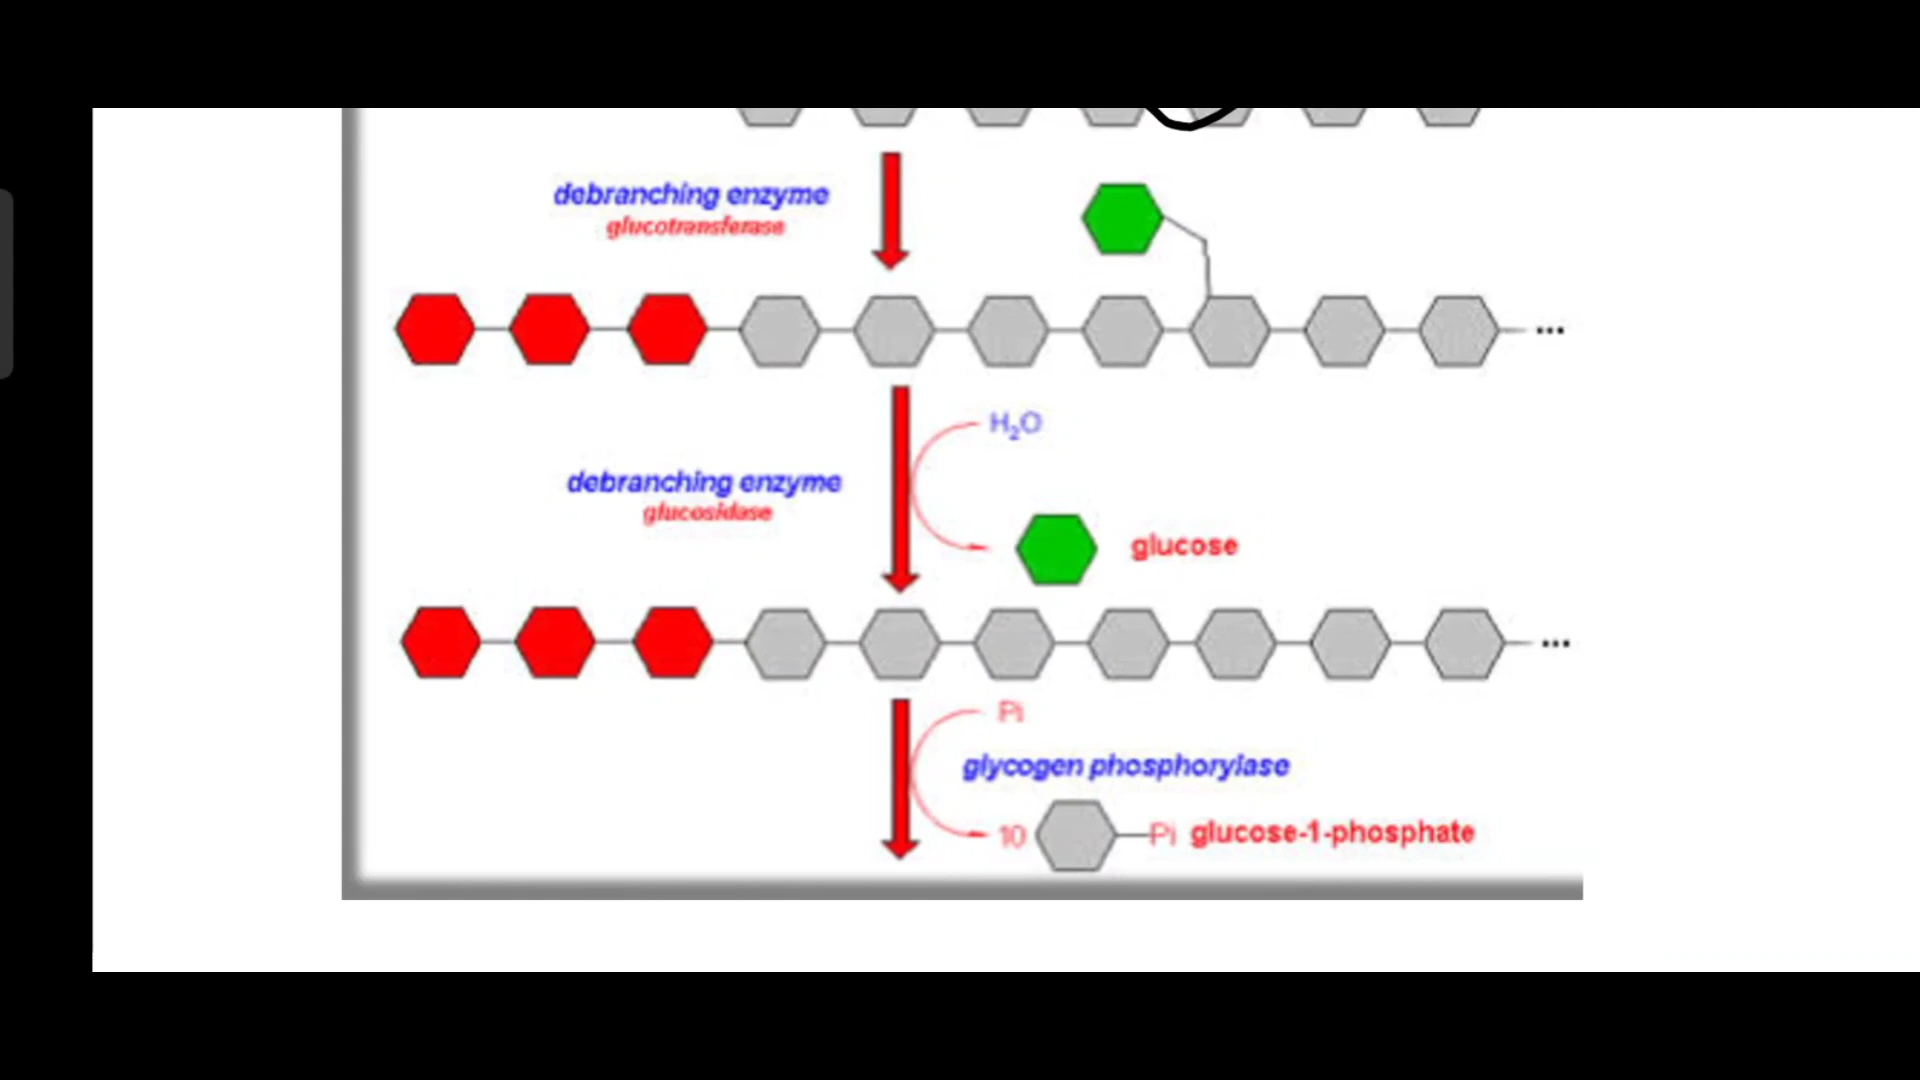 debranching enzyme
glucotransferase
...
H₂O
debranching enzyme
glucosidase
glucose
...
Pi
glycogen phosphorylase
10 Pi glucose-1-phosphate